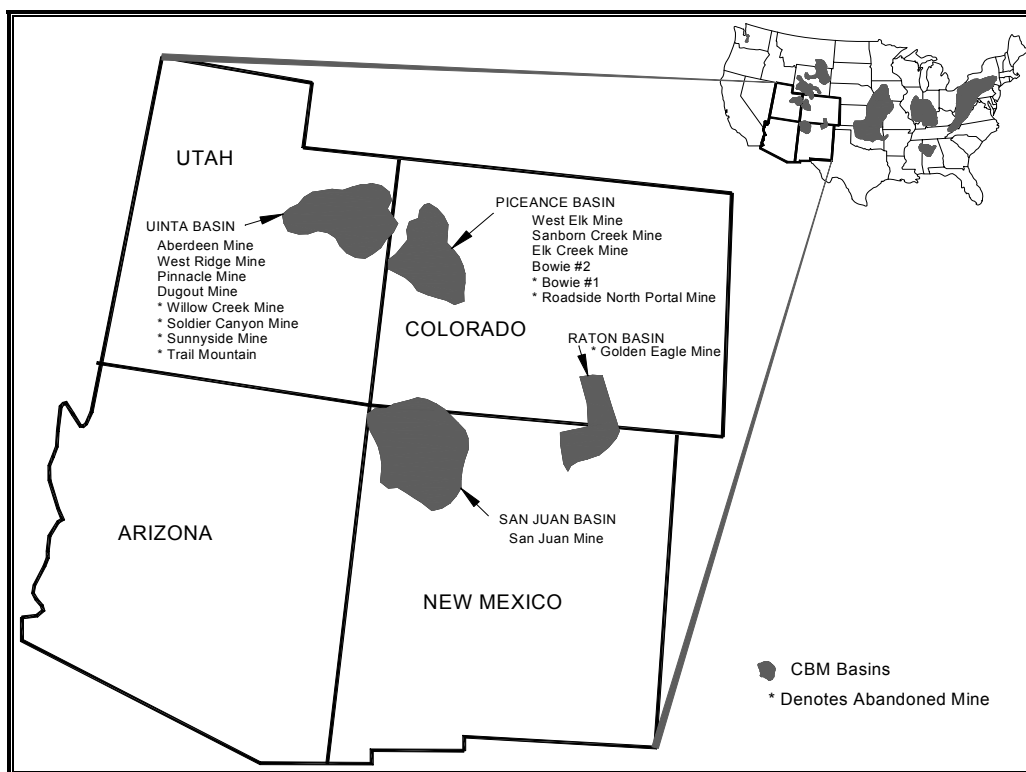 UTAH
UINTA BASIN
Aberdeen Mine
West Ridge Mine
Pinnacle Mine
Dugout Mine
* Willow Creek Mine
* Soldier Canyon Mine
* Sunnyside Mine
* Trail Mountain
PICEANCE BASIN
West Elk Mine
Sanborn Creek Mine
Elk Creek Mine
Bowie #2
* Bowie #1
* Roadside North Portal Mine
COLORADO
RATON BASIN
* Golden Eagle Mine
ARIZONA
SAN JUAN BASIN
San Juan Mine
NEW MEXICO
CBM Basins
* Denotes Abandoned Mine